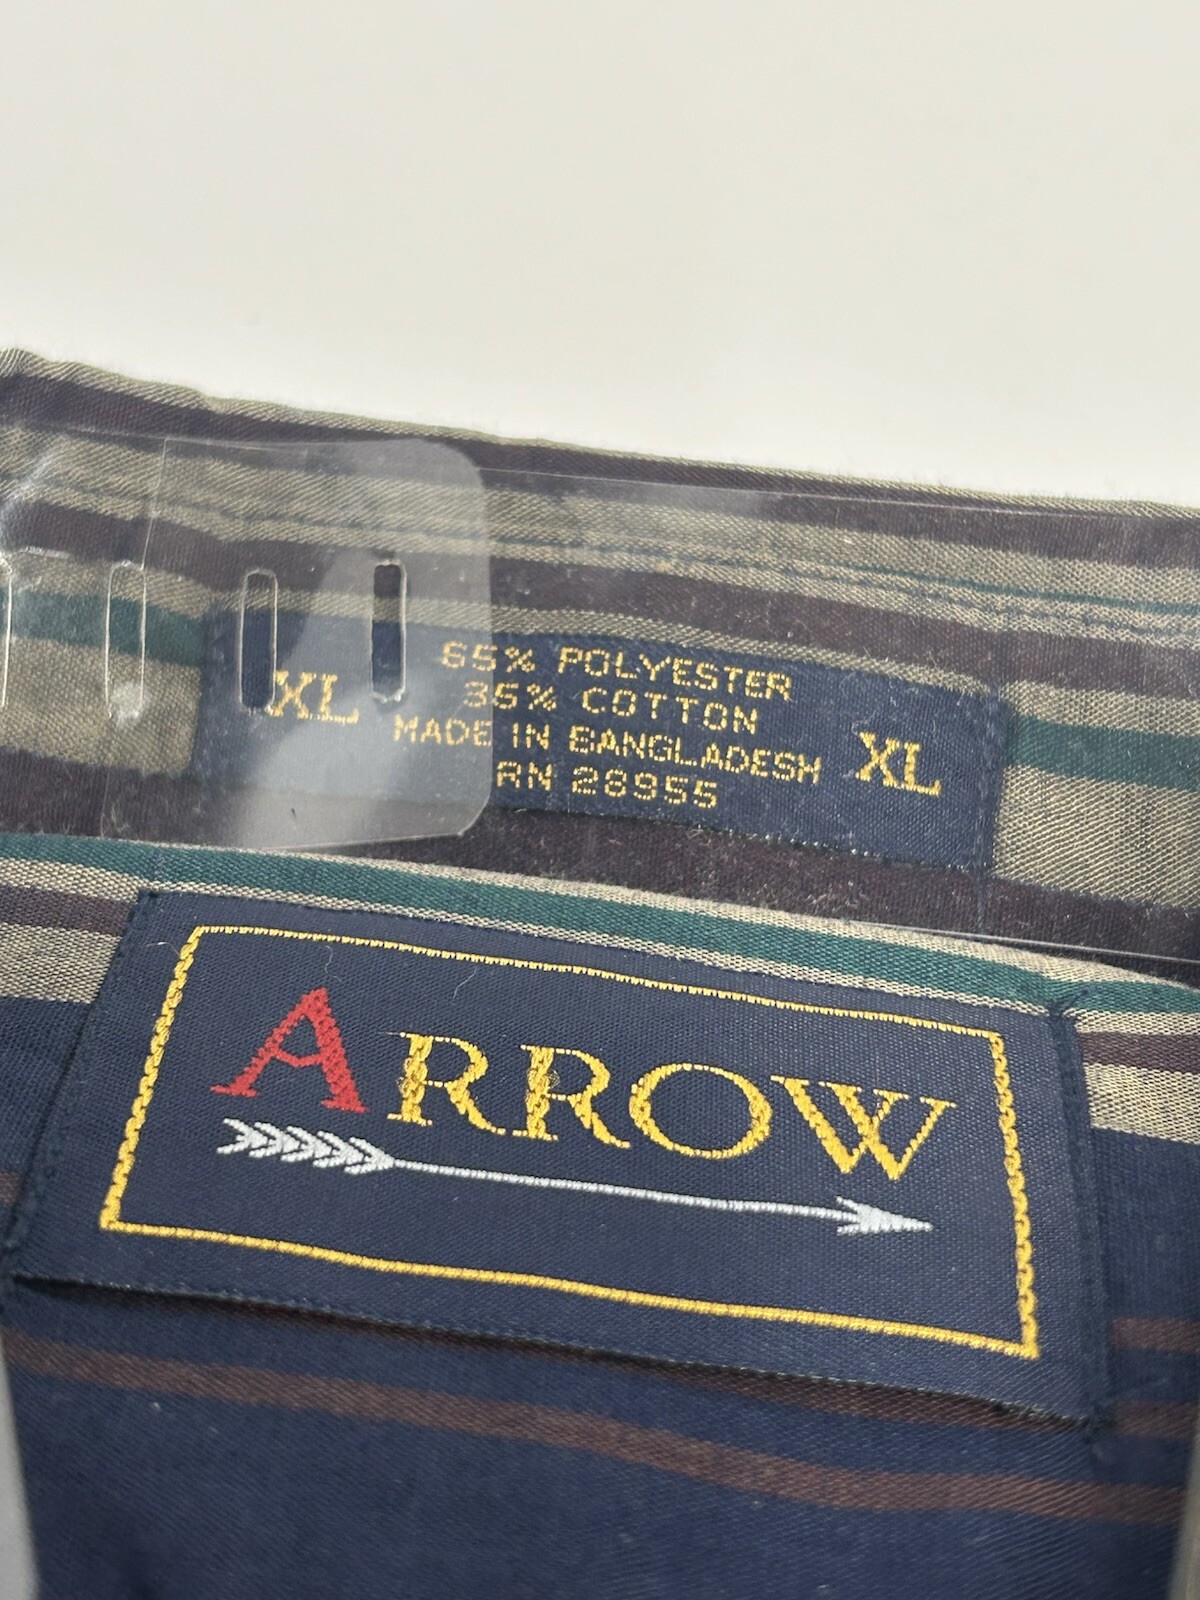 XL
65% POLYESTER
35% COTTON
MADE IN BANGLADESH
RN 28955
XL
ARROW